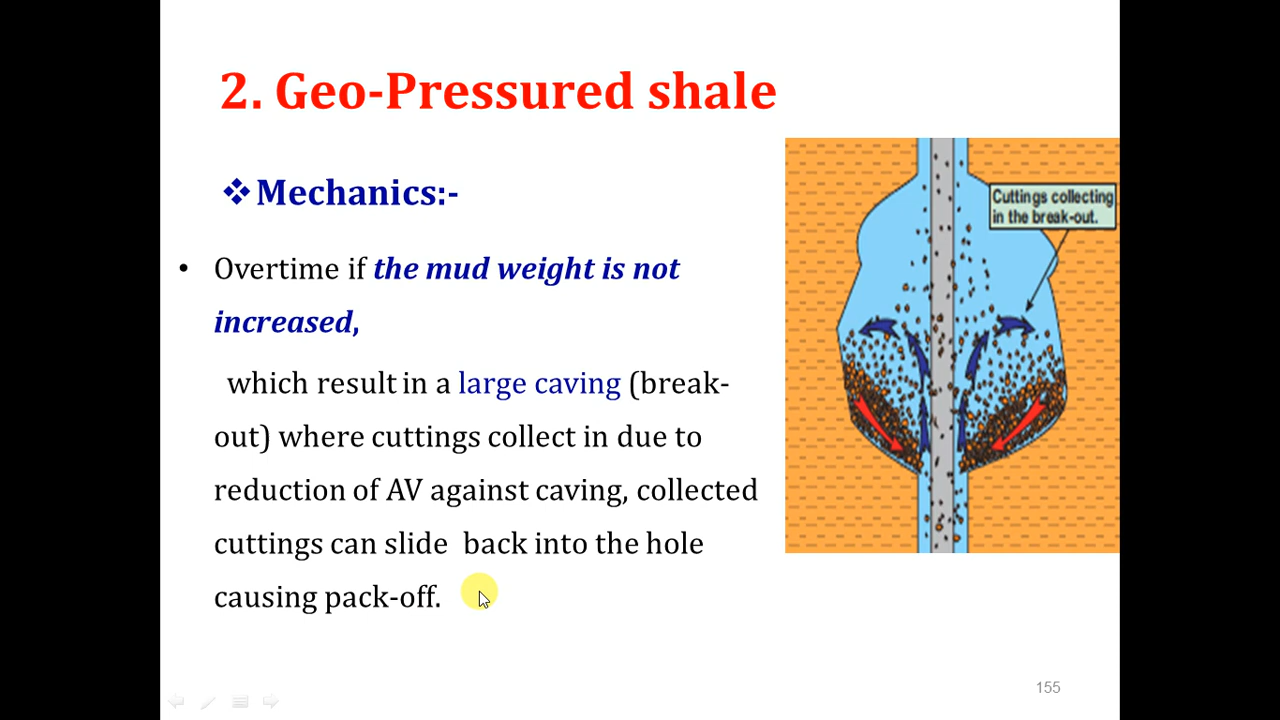 2. Geo-Pressured shale
❖Mechanics:-
• Overtime if the mud weight is not
increased,
which result in a large caving (break-
out) where cuttings collect in due to
reduction of AV against caving, collected
cuttings can slide back into the hole
causing pack-off.
Cuttings collecting
in the break-out.
155